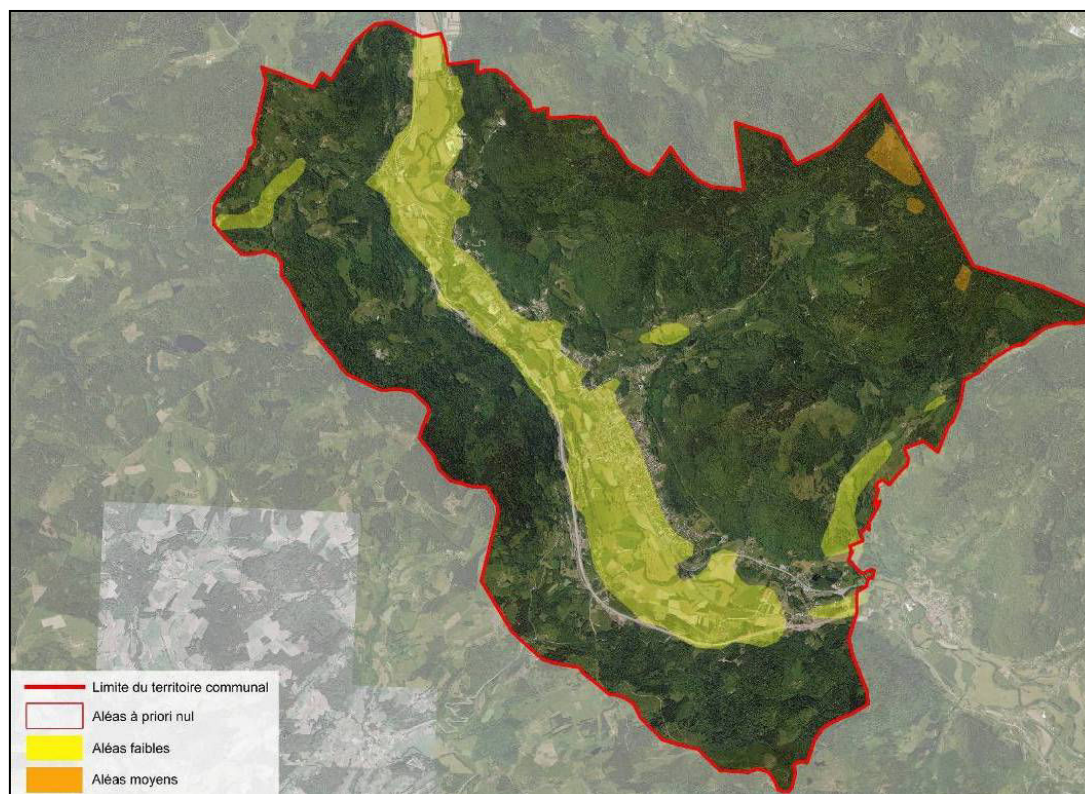 Limite du territoire communal
Aléas à priori nul
Aléas faibles
Aléas moyens